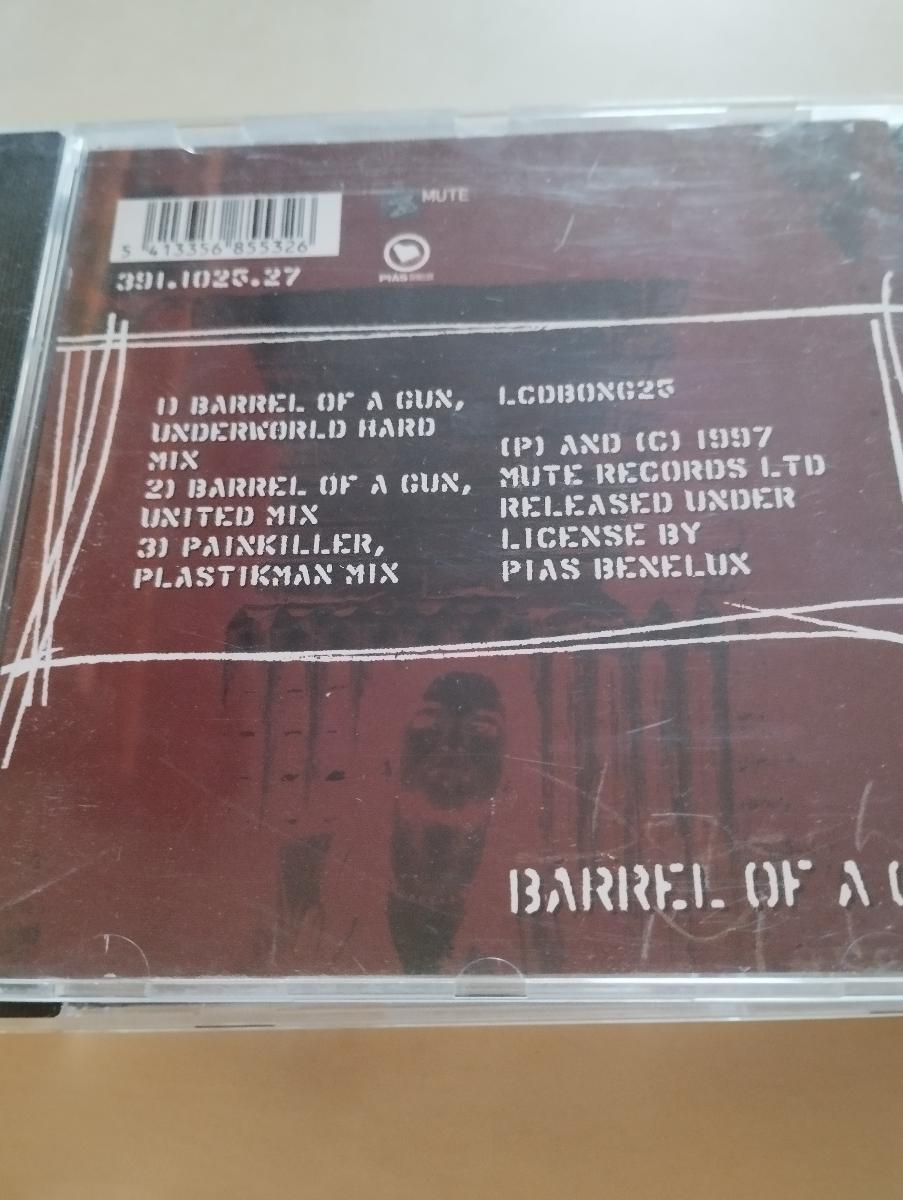 MUTE
5 413356 855326
PIAS
391.1025.27
1) BARREL OF A GUN,
UNDERWORLD HARD
MIX
2) BARREL OF A GUN,
UNITED MIX
3) PAINKILLER,
PLASTIKMAN MIX
LCDBONG25
(P) AND (C) 1997
MUTE RECORDS LTD
RELEASED UNDER
LICENSE BY
PIAS BENELUX
BARREL OF A